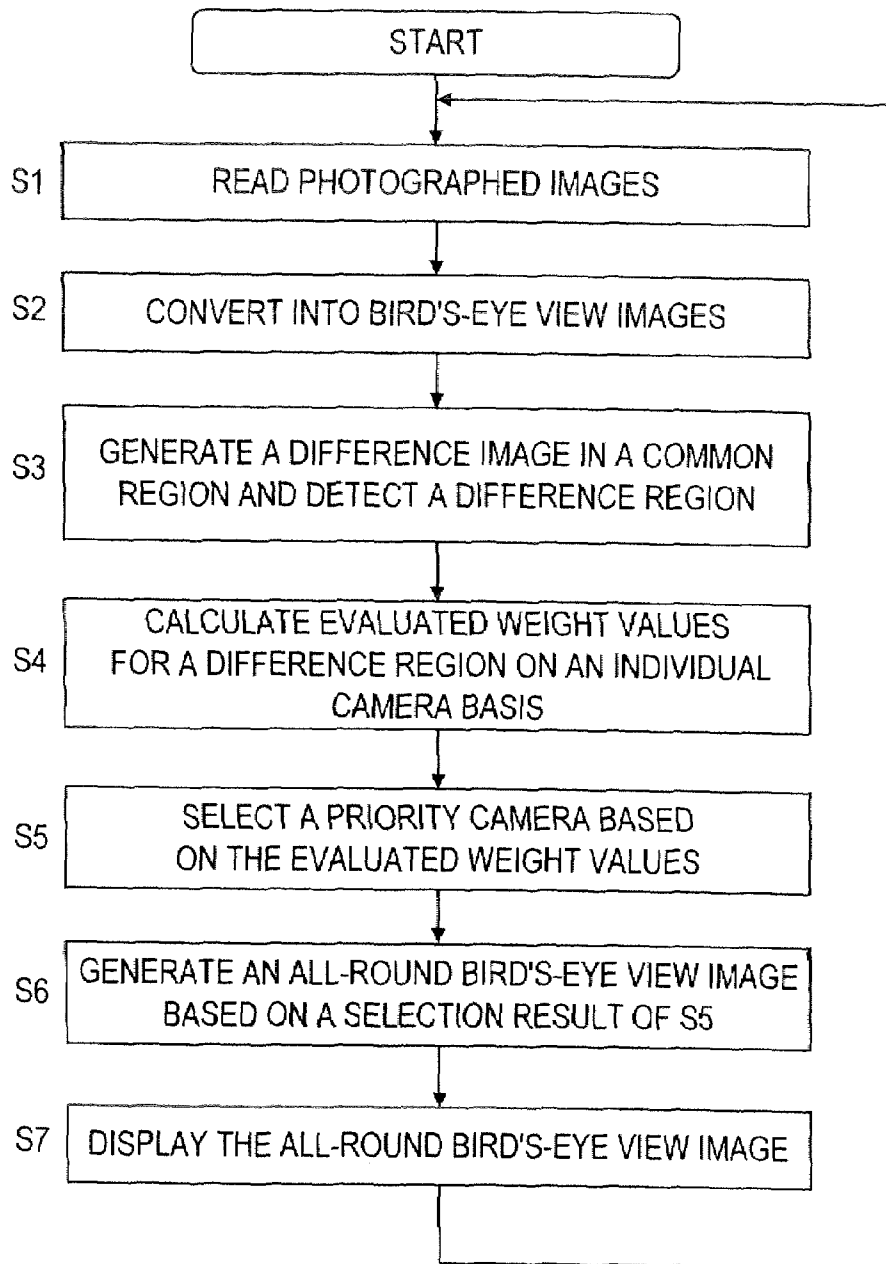 START
S1
READ PHOTOGRAPHED IMAGES
S2
CONVERT INTO BIRD'S-EYE VIEW IMAGES
S3
GENERATE A DIFFERENCE IMAGE IN A COMMON
REGION AND DETECT A DIFFERENCE REGION
S4
CALCULATE EVALUATED WEIGHT VALUES
FOR A DIFFERENCE REGION ON AN INDIVIDUAL
CAMERA BASIS
S5
SELECT A PRIORITY CAMERA BASED
ON THE EVALUATED WEIGHT VALUES
S6
GENERATE AN ALL-ROUND BIRD'S-EYE VIEW IMAGE
BASED ON A SELECTION RESULT OF S5
S7
DISPLAY THE ALL-ROUND BIRD'S-EYE VIEW IMAGE